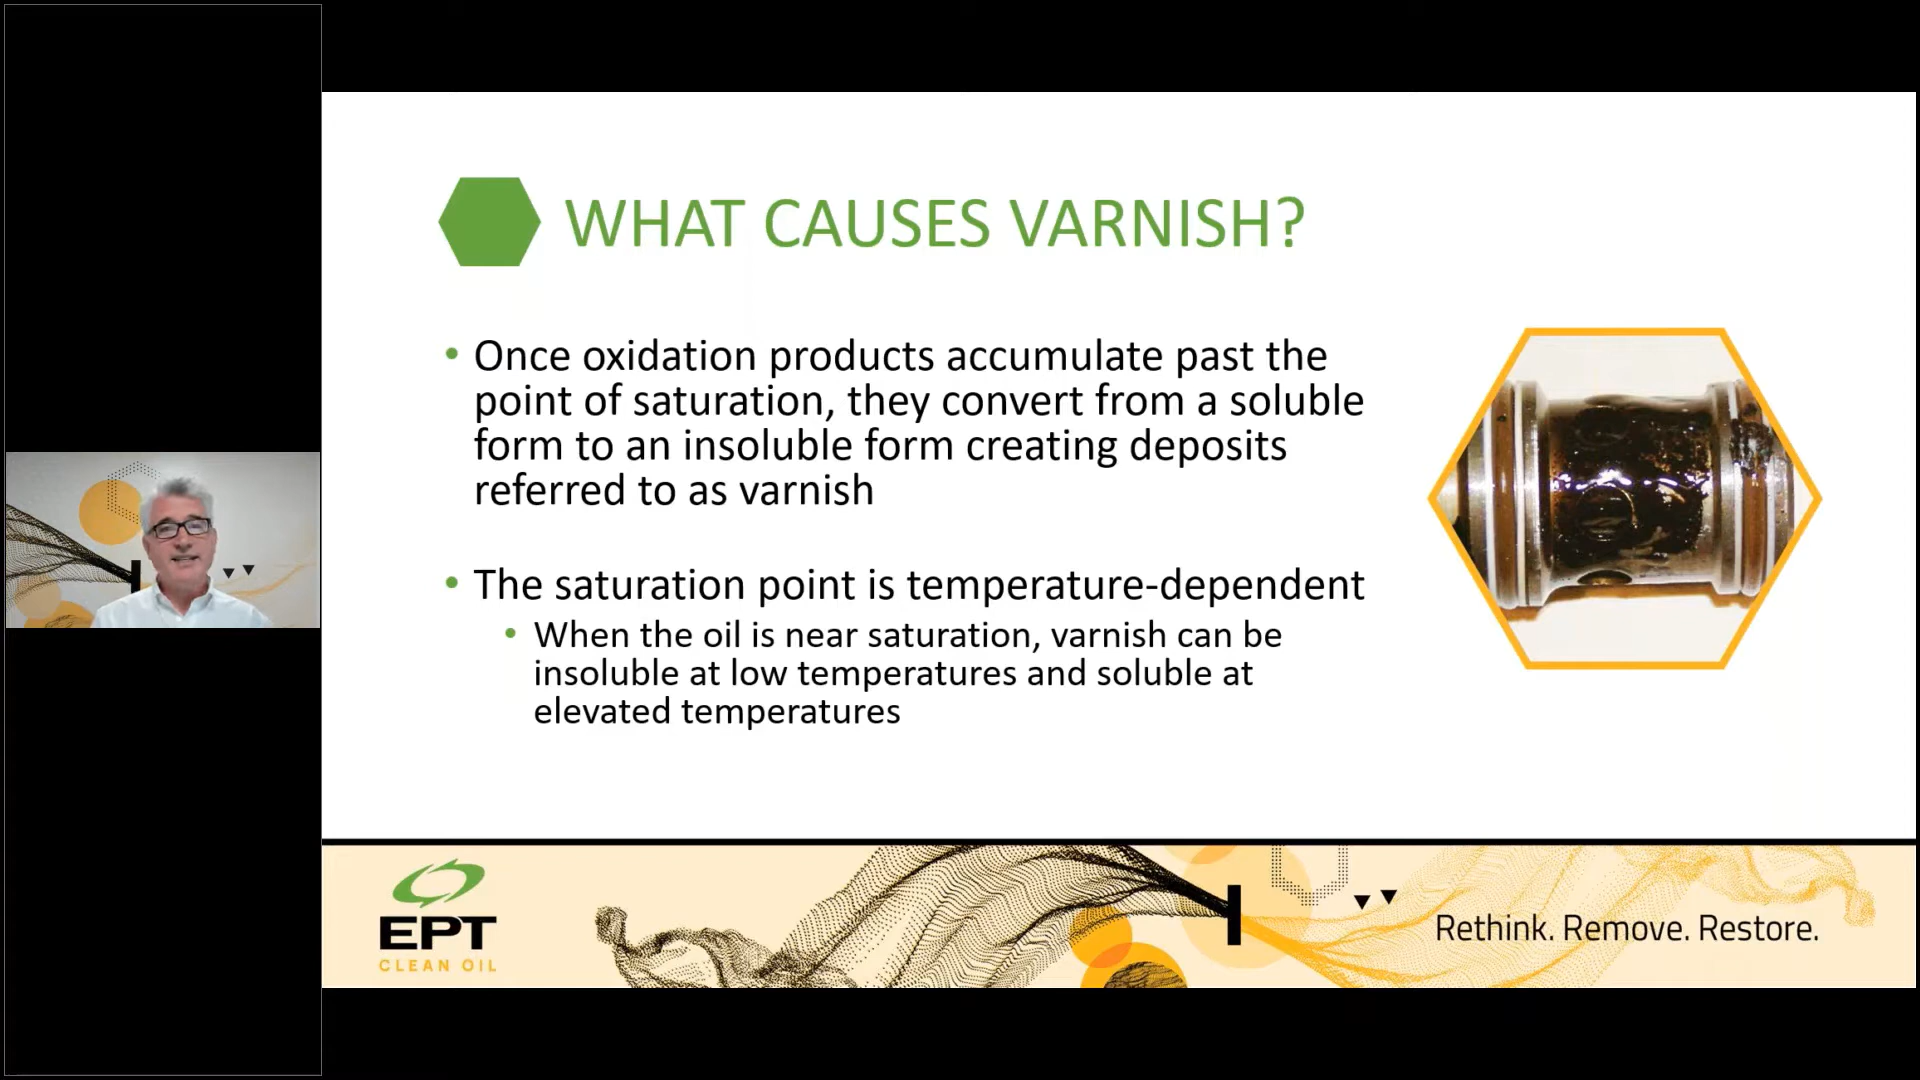 WHAT CAUSES VARNISH?
• Once oxidation products accumulate past the
point of saturation, they convert from a soluble
form to an insoluble form creating deposits
referred to as varnish
• The saturation point is temperature-dependent
• When the oil is near saturation, varnish can be
insoluble at low temperatures and soluble at
elevated temperatures
EPT
CLEAN OIL
Rethink. Remove. Restore.